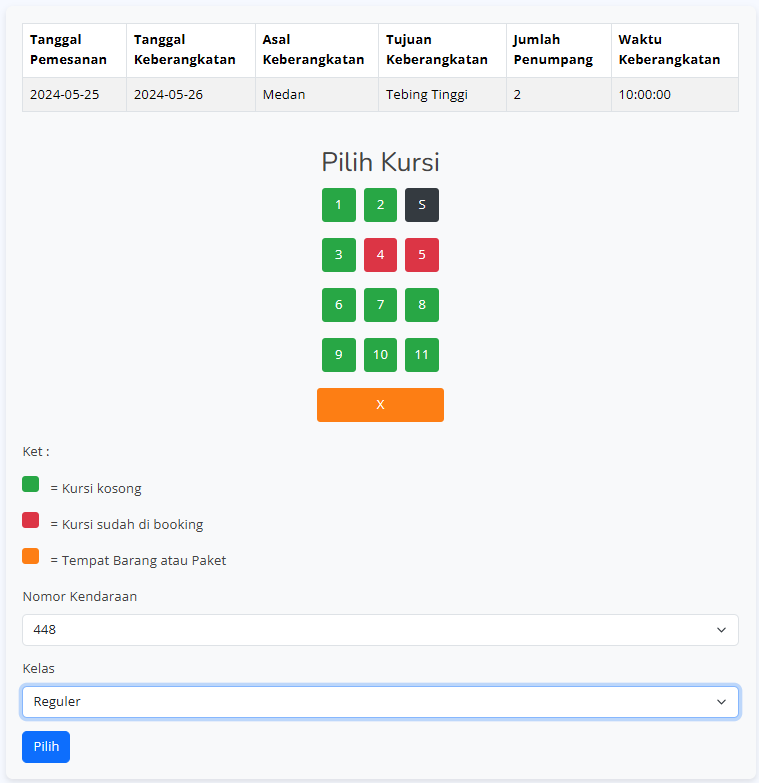 Tanggal Pemesanan Tanggal Keberangkatan Asal Keberangkatan Tujuan Keberangkatan Jumlah Penumpang Waktu Keberangkatan
2024-05-25 2024-05-26 Medan Tebing Tinggi 2 10:00:00
Pilih Kursi
1 2 S
3 4 5
6 7 8
9 10 11
X
Ket :
= Kursi kosong
= Kursi sudah di booking
= Tempat Barang atau Paket
Nomor Kendaraan
448
Kelas
Reguler
Pilih